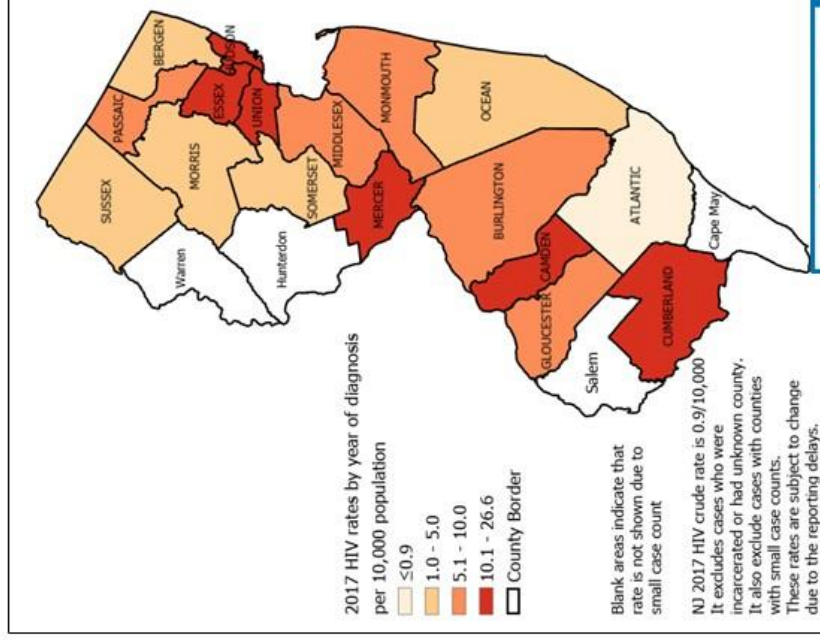 BERGEN
PASSAIC
HUDSON
ESSEX
UNION
SUSSEX
MORRIS
Warren
SOMERSET
MIDDLESEX
MONMOUTH
Hunterdon
MERCER
OCEAN
BURLINGTON
CAMDEN
GLOUCESTER
ATLANTIC
Salem
CUMBERLAND
Cape May
2017 HIV rates by year of diagnosis
per 10,000 population
≤0.9
1.0 - 5.0
5.1 - 10.0
10.1 - 26.6
County Border
Blank areas indicate that
rate is not shown due to
small case count
NJ 2017 HIV crude rate is 0.9/10,000
It excludes cases who were
incarcerated or had unknown county.
It also exclude cases with counties
with small case counts.
These rates are subject to change
due to the reporting delays.